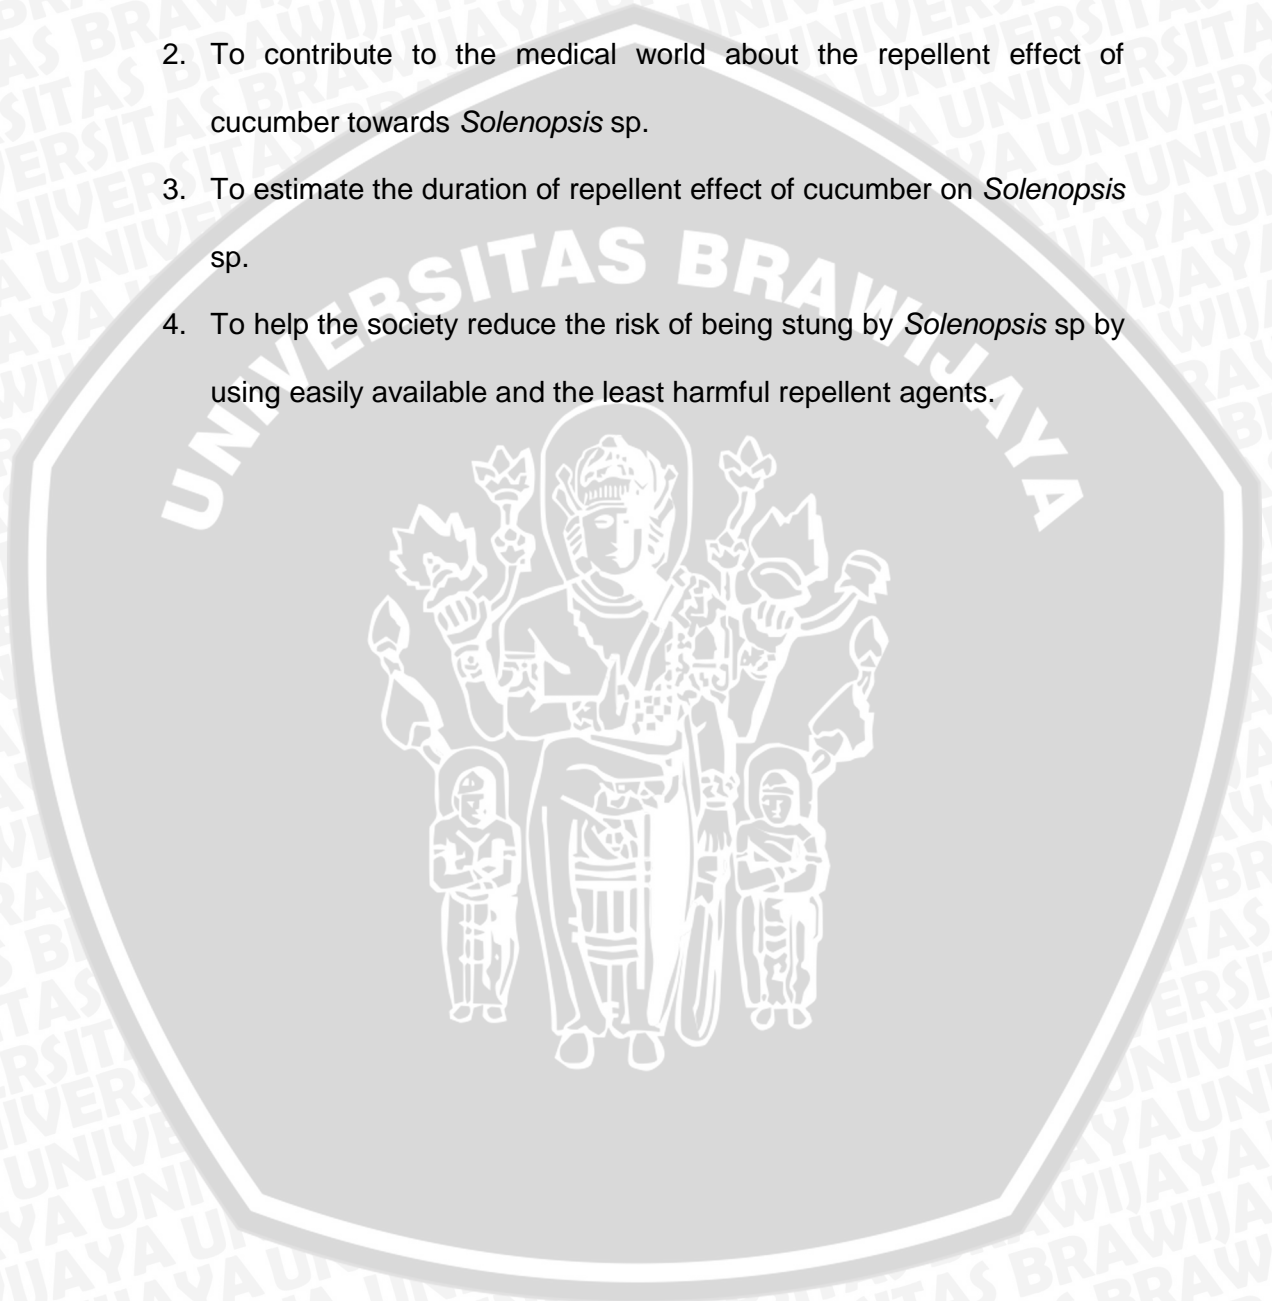 2. To contribute to the medical world about the repellent effect of
cucumber towards Solenopsis sp.
3. To estimate the duration of repellent effect of cucumber on Solenopsis
sp.
4. To help the society reduce the risk of being stung by Solenopsis sp by
using easily available and the least harmful repellent agents.
UNIVERSITAS BRAWIJAYA